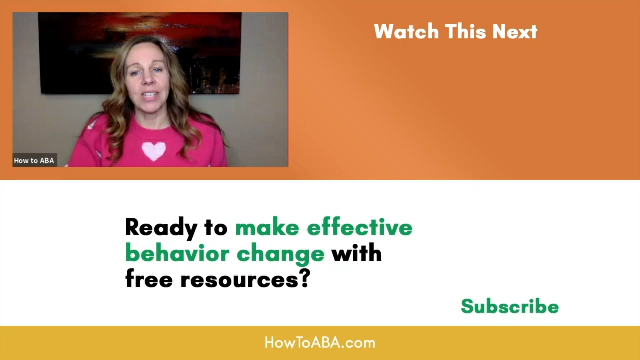 Watch This Next
How to ABA
Ready to make effective
behavior change with
free resources?
Subscribe
HowToABA.com